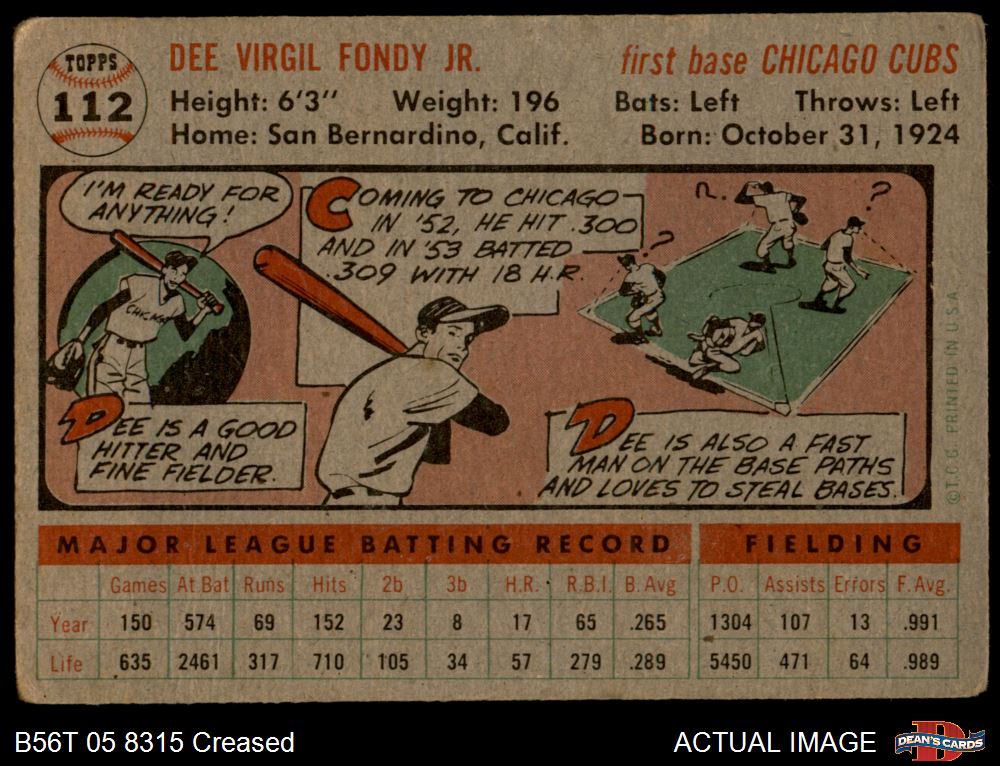 TOPPS
112
DEE VIRGIL FONDY JR.
first base CHICAGO CUBS
Height: 6'3" Weight: 196 Bats: Left Throws: Left
Home: San Bernardino, Calif. Born: October 31, 1924
I'M READY FOR
ANYTHING!
CHICAGO
DEE IS A GOOD
HITTER AND
FINE FIELDER.
COMING TO CHICAGO
IN '52, HE HIT .300
AND IN '53 BATTED
.309 WITH 18 H.R.
?
?
DEE IS ALSO A FAST
MAN ON THE BASE PATHS
AND LOVES TO STEAL BASES.
©T.C.G. PRINTED IN U.S.A.
MAJOR LEAGUE BATTING RECORD FIELDING
Games At Bat Runs Hits 2b 3b H.R. R.B.I. B. Avg P.O. Assists Errors F. Avg.
Year 150 574 69 152 23 8 17 65 .265 1304 107 13 .991
Life 635 2461 317 710 105 34 57 279 .289 5450 471 64 .989
B56T 05 8315 Creased
ACTUAL IMAGE
D
DEAN'S CARDS